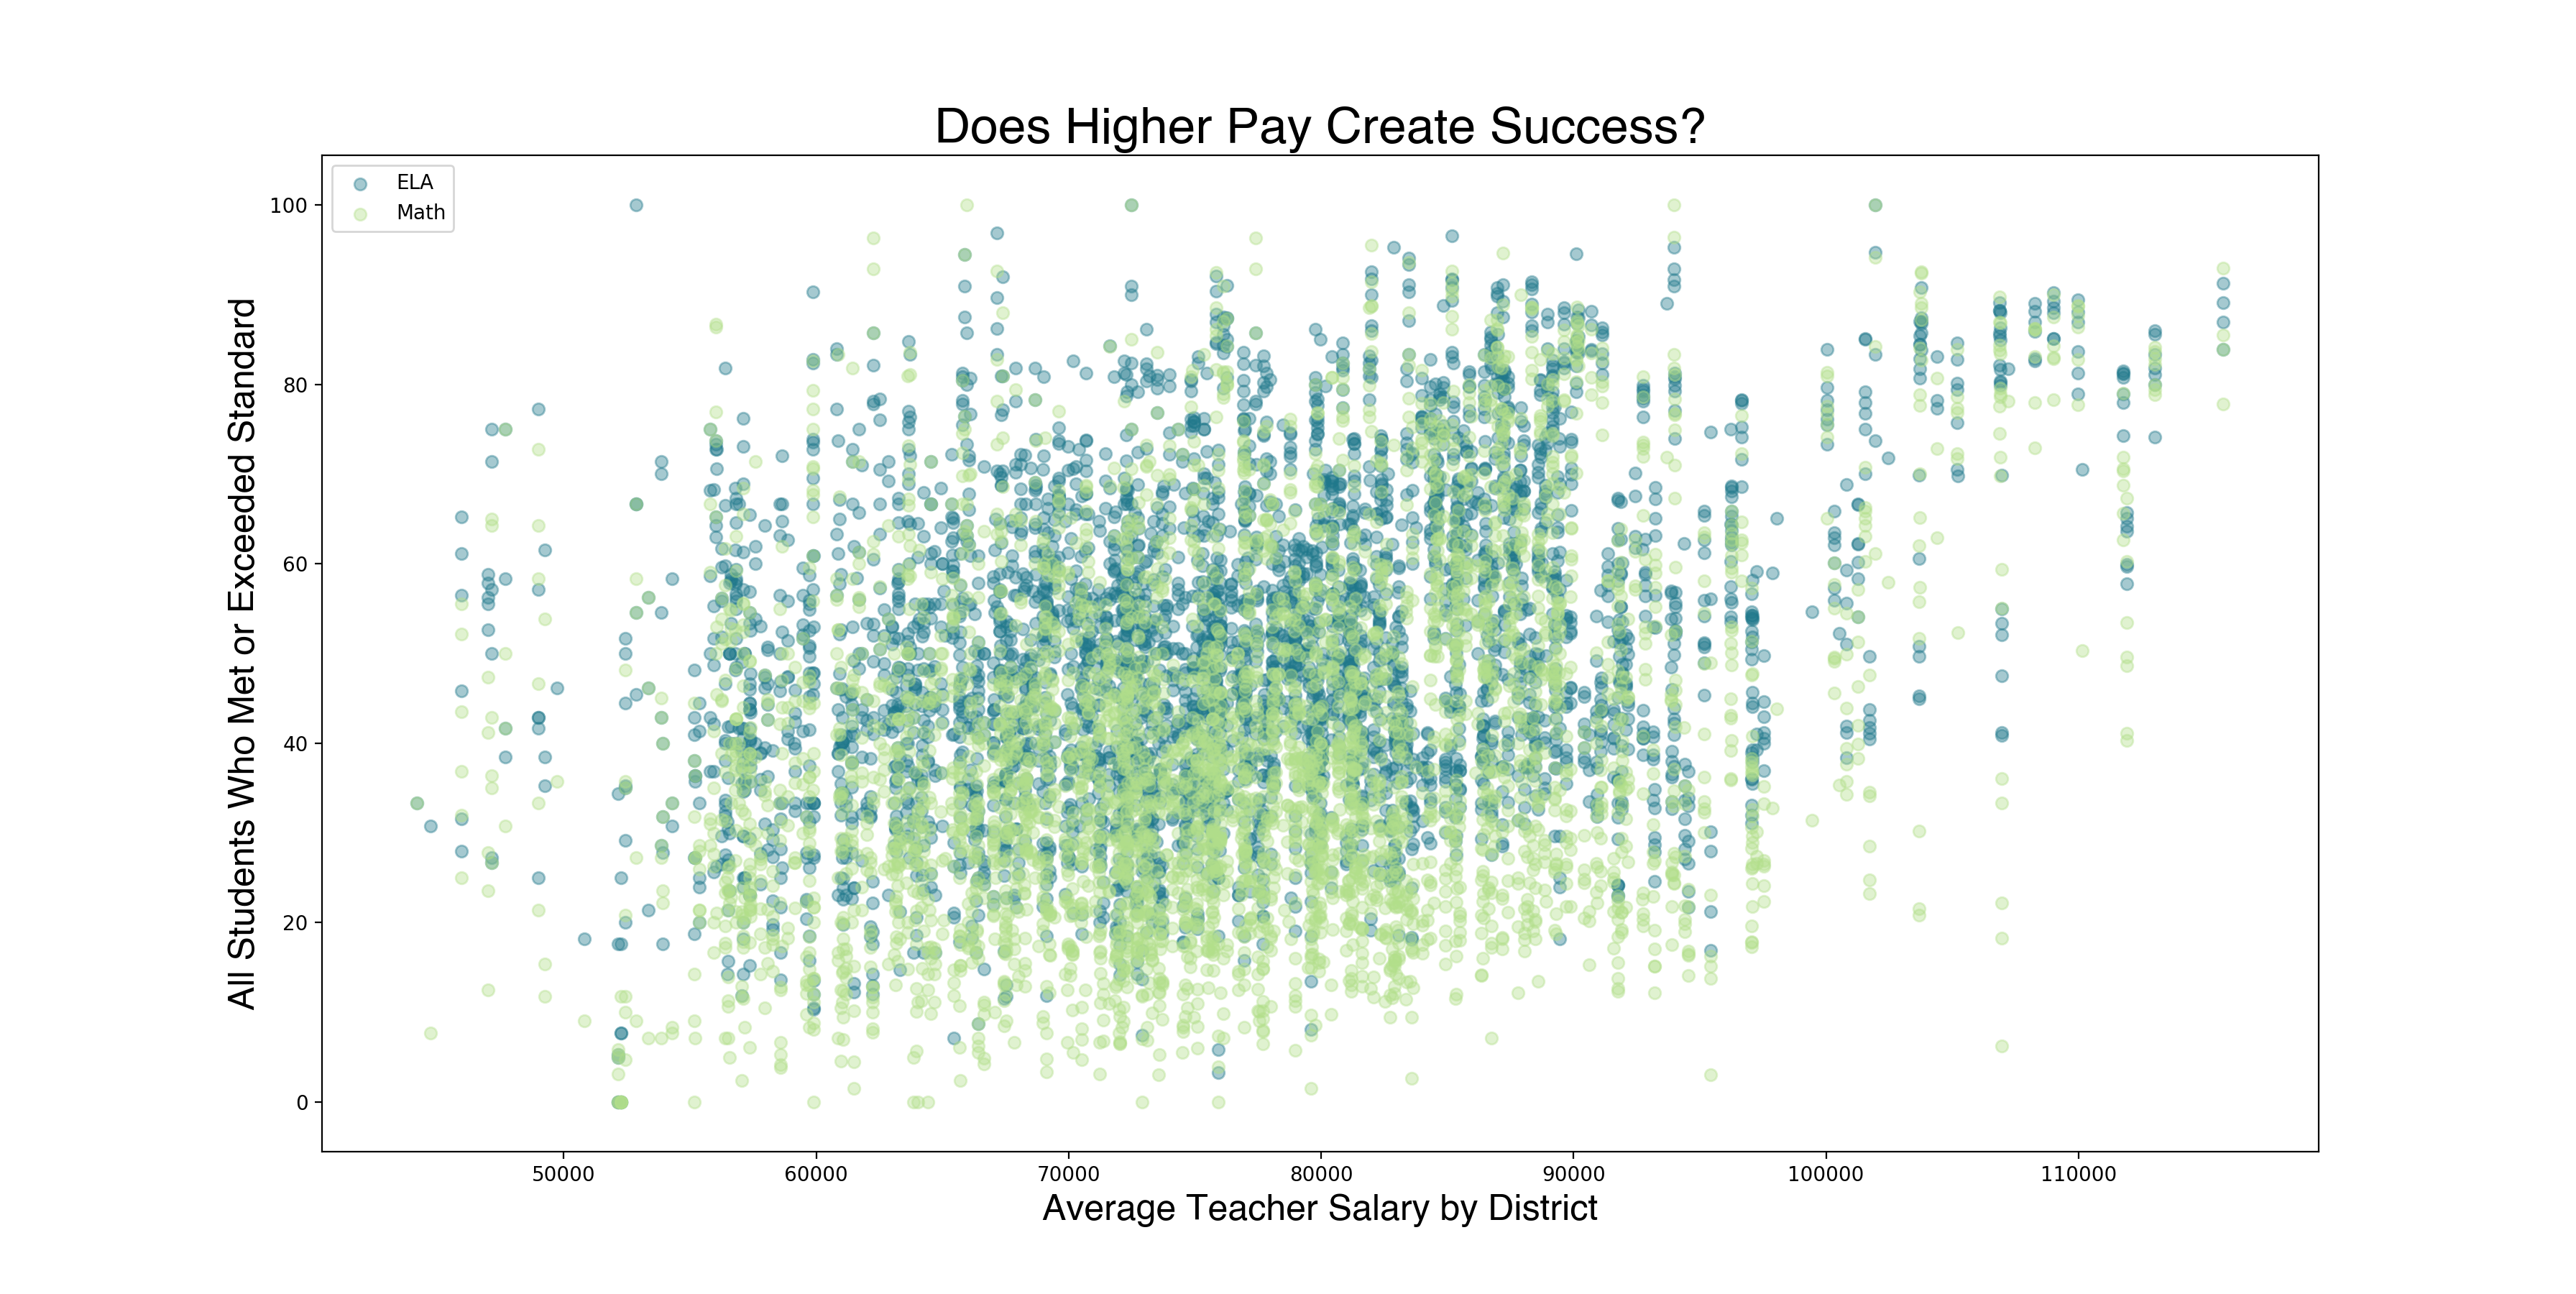 Does Higher Pay Create Success?
ELA
Math
All Students Who Met or Exceeded Standard
100
80
60
40
20
0
50000 60000 70000 80000 90000 100000 110000
Average Teacher Salary by District